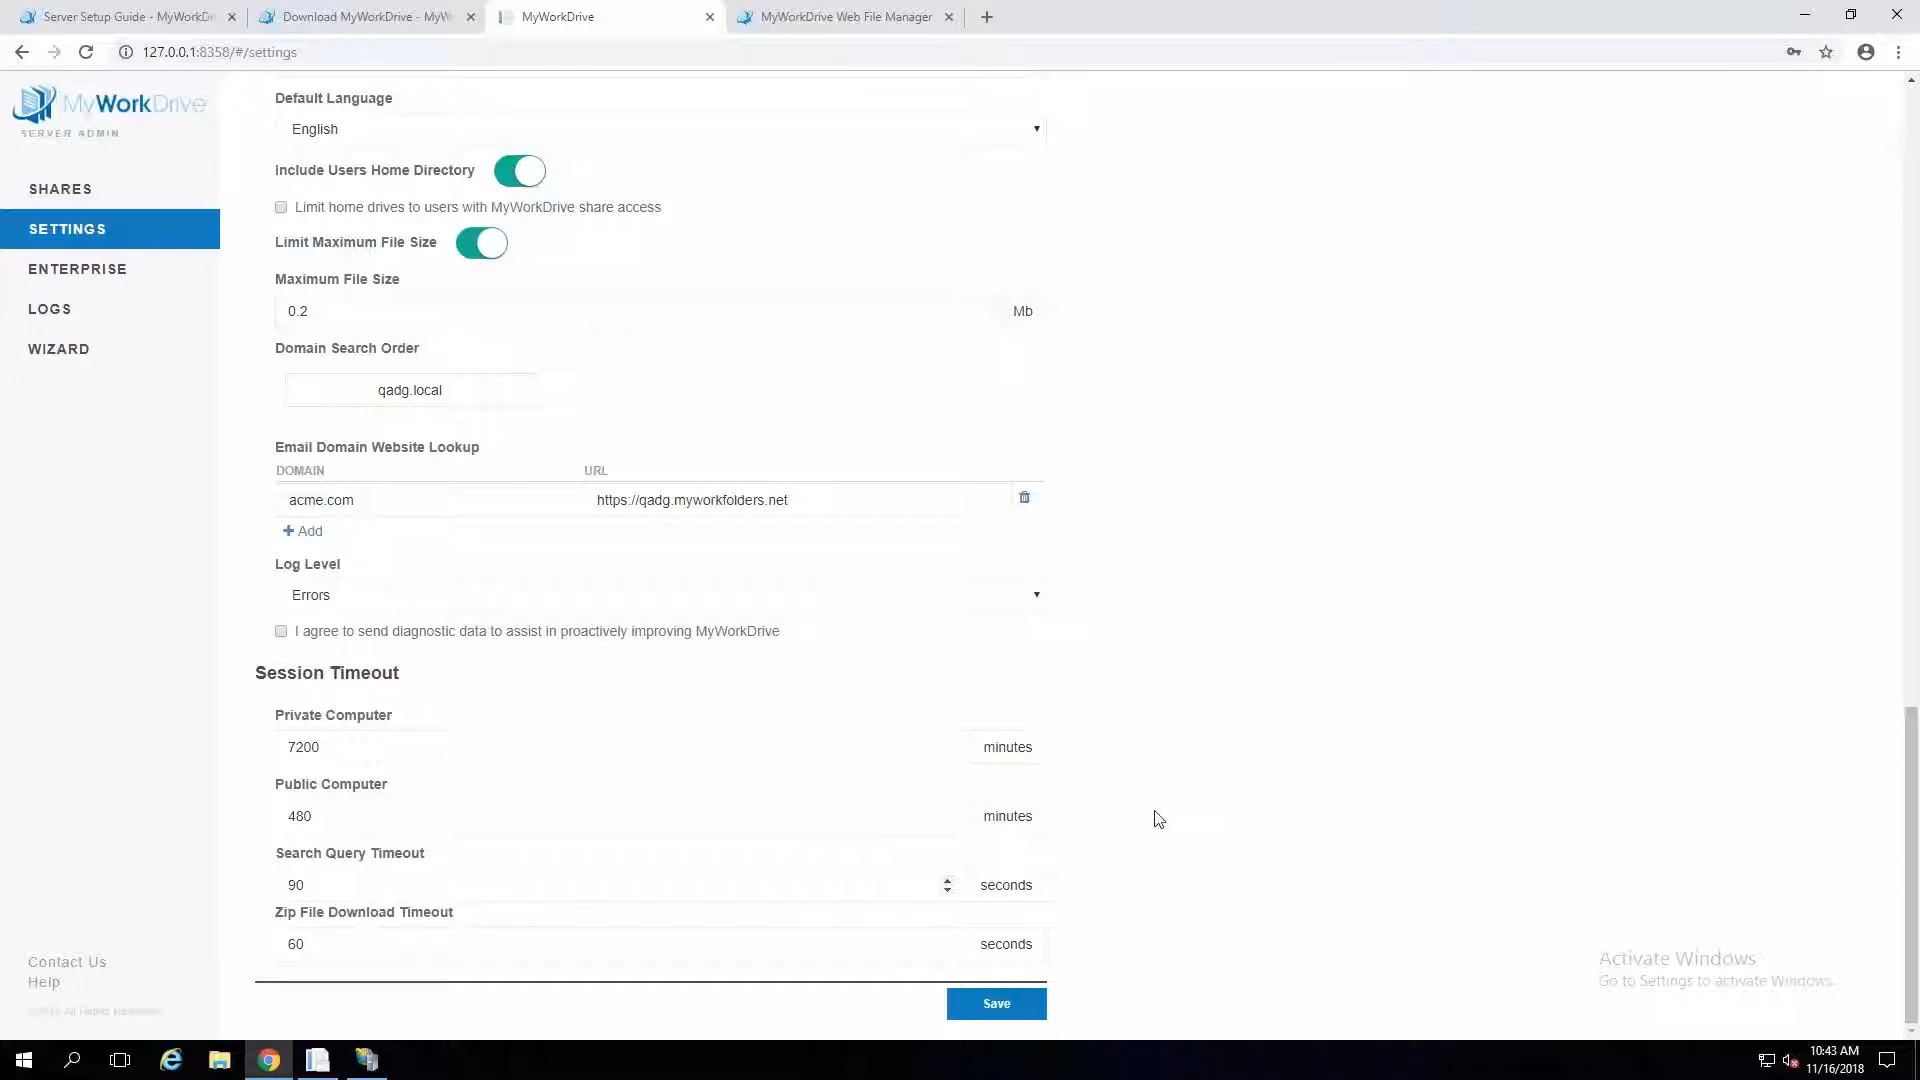 Server Setup Guide - MyWorkDr
Download MyWorkDrive - MyW
MyWorkDrive
MyWorkDrive Web File Manager
127.0.0.1:8358/#/settings
MyWorkDrive
SERVER ADMIN
SHARES
SETTINGS
ENTERPRISE
LOGS
WIZARD
Contact Us
Help
Default Language
English
Include Users Home Directory
Limit home drives to users with MyWorkDrive share access
Limit Maximum File Size
Maximum File Size
0.2 Mb
Domain Search Order
qadg.local
Email Domain Website Lookup
DOMAIN URL
acme.com https://qadg.myworkfolders.net
+ Add
Log Level
Errors
I agree to send diagnostic data to assist in proactively improving MyWorkDrive
Session Timeout
Private Computer
7200 minutes
Public Computer
480 minutes
Search Query Timeout
90 seconds
Zip File Download Timeout
60 seconds
Save
Activate Windows
Go to Settings to activate Windows.
10:43 AM
11/16/2018